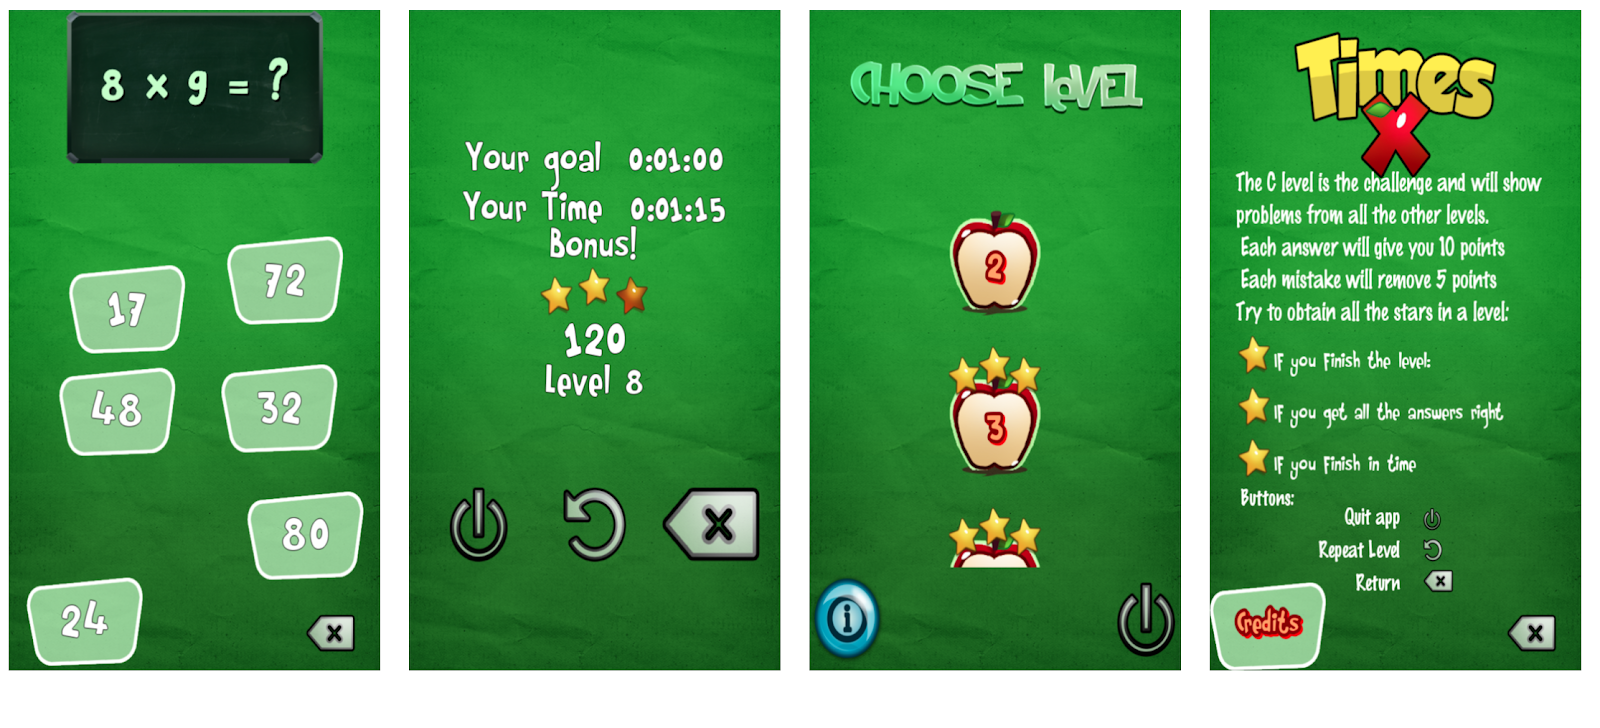 8 × 9 = ?
72
17
48
32
80
24
Your goal 0:01:00
Your Time 0:01:15
Bonus!
120
Level 8
CHOOSE leVEL
2
3
i
Times
X
The C level is the challenge and will show
problems from all the other levels.
Each answer will give you 10 points
Each mistake will remove 5 points
Try to obtain all the stars in a level:
If you Finish the level:
If you get all the answers right
If you Finish in time
Buttons:
Quit app
Repeat Level
Return
Credits